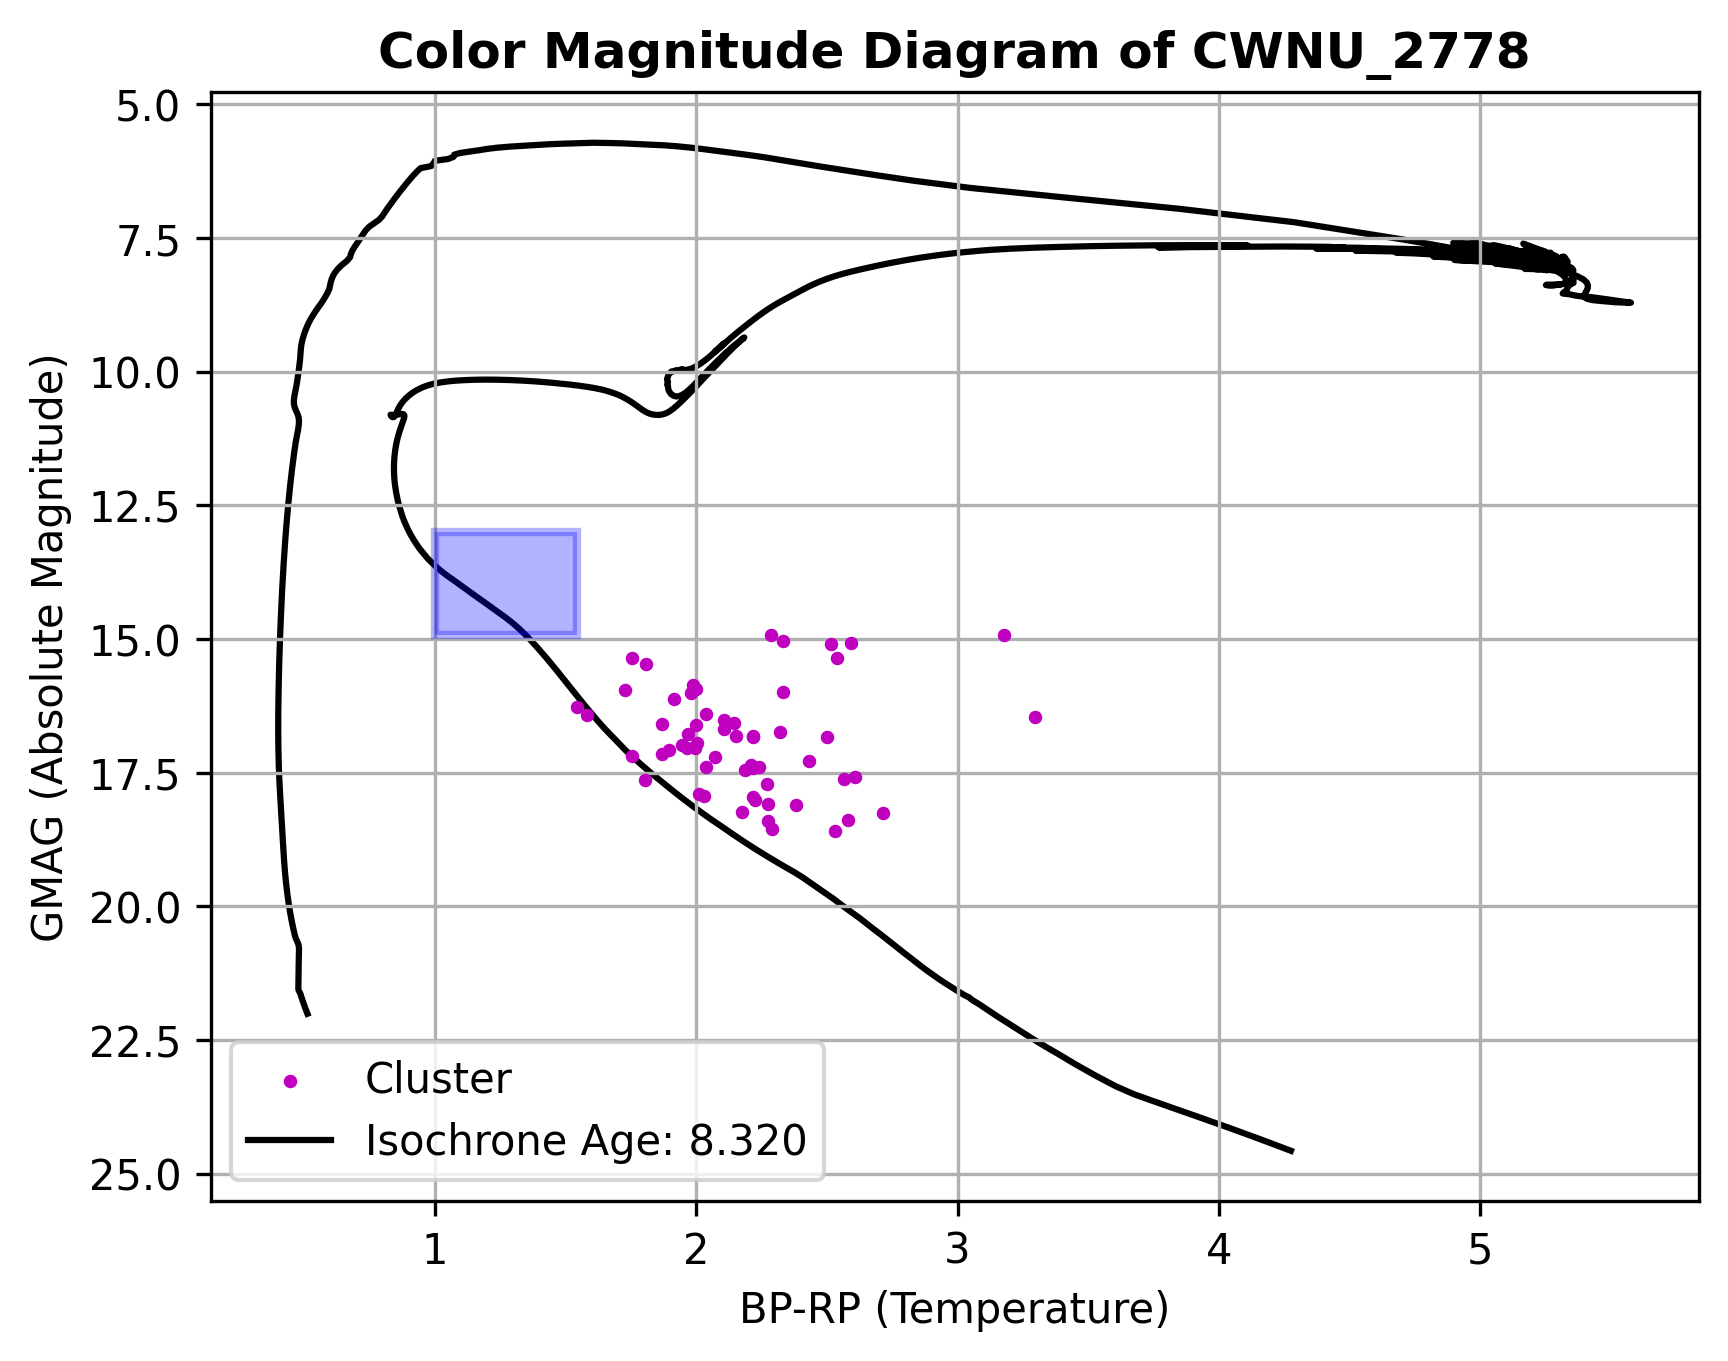 Color Magnitude Diagram of CWNU_2778
GMAG (Absolute Magnitude)
5.0
7.5
10.0
12.5
15.0
17.5
20.0
22.5
25.0
Cluster
Isochrone Age: 8.320
1 2 3 4 5
BP-RP (Temperature)